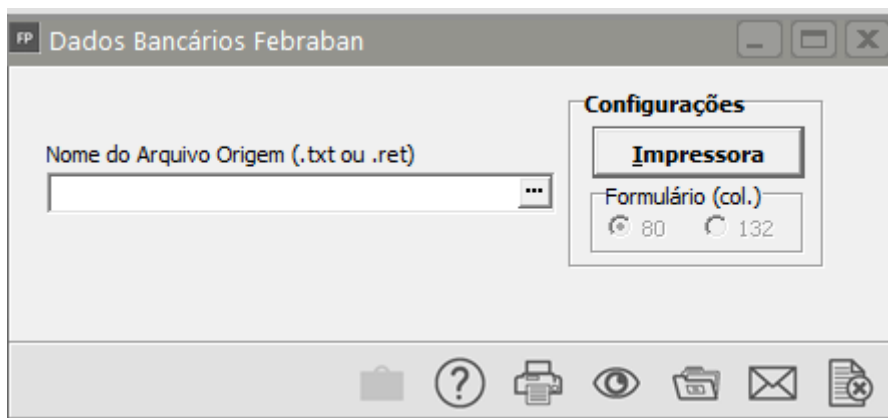 FP Dados Bancários Febraban
Configurações
Nome do Arquivo Origem (.txt ou .ret)
...
Impressora
Formulário (col.)
80 132
?